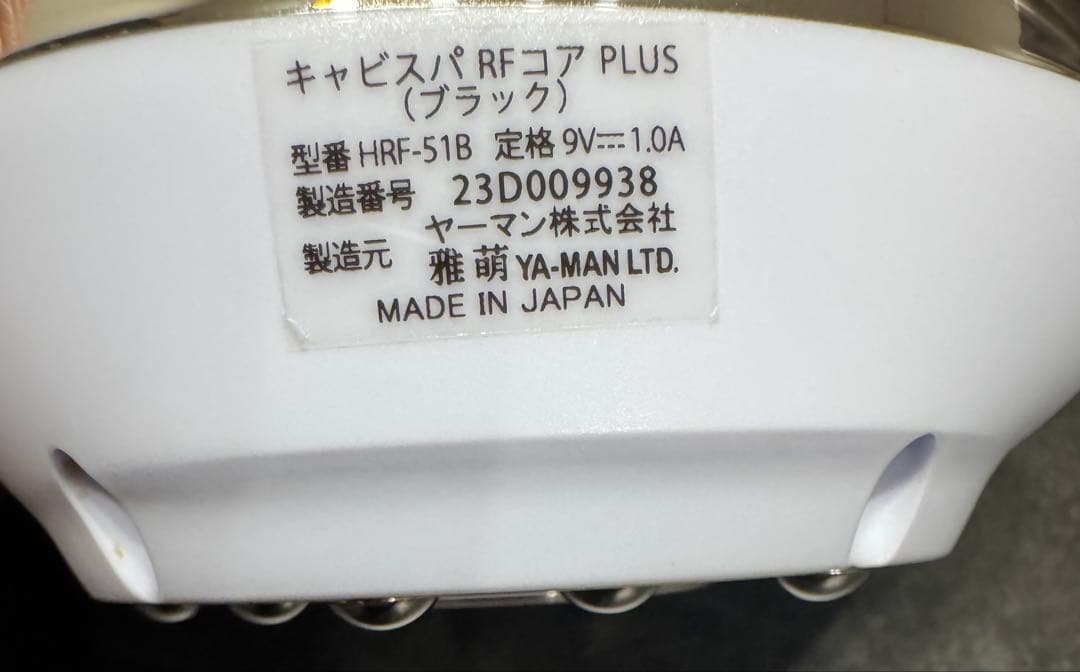 キャビスパ RFコア PLUS
(ブラック)
型番 HRF-51B 定格 9V⎓1.0A
製造番号 23D009938
ヤーマン株式会社
製造元 雅萌 YA-MAN LTD.
MADE IN JAPAN